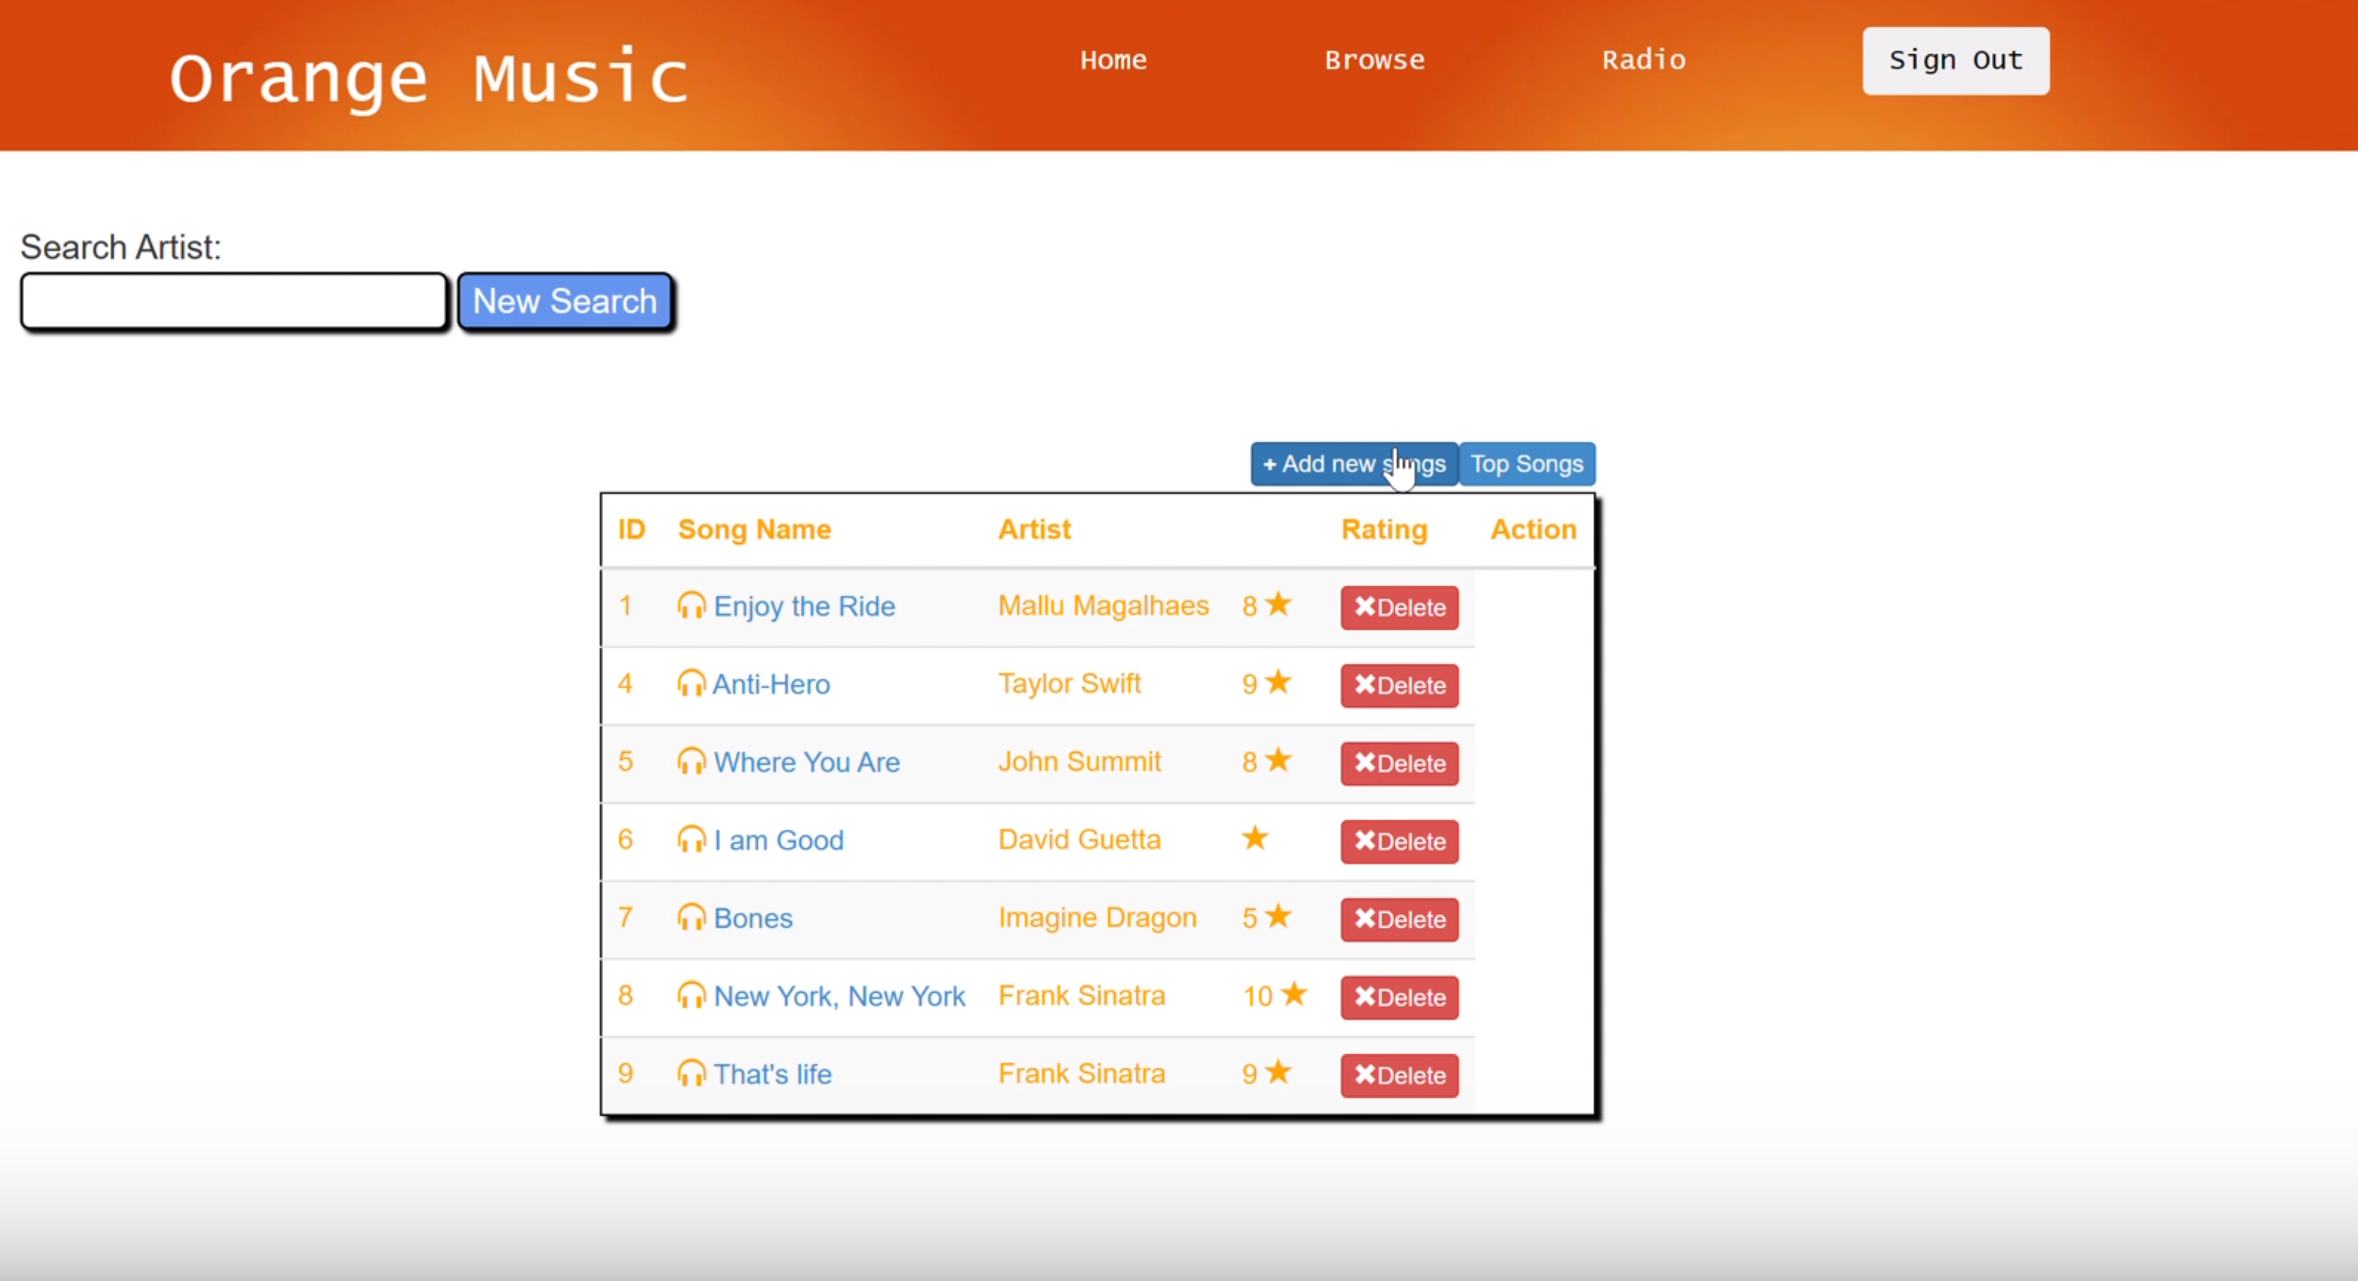 Orange Music Home Browse Radio Sign Out
Search Artist:
New Search
+ Add new songs Top Songs
ID Song Name Artist Rating Action
1 Enjoy the Ride Mallu Magalhaes 8 ★ ✖Delete
4 Anti-Hero Taylor Swift 9 ★ ✖Delete
5 Where You Are John Summit 8 ★ ✖Delete
6 I am Good David Guetta ★ ✖Delete
7 Bones Imagine Dragon 5 ★ ✖Delete
8 New York, New York Frank Sinatra 10 ★ ✖Delete
9 That's life Frank Sinatra 9 ★ ✖Delete